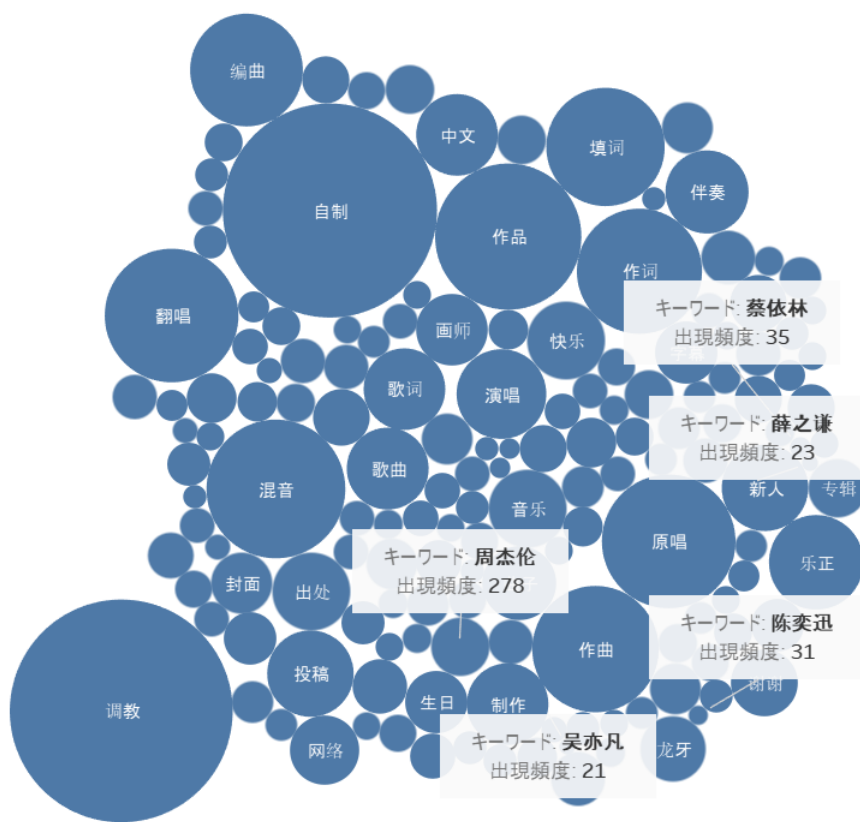 编曲
中文
填词
伴奏
自制
作品
作词
翻唱
画师
快乐
キーワード: 蔡依林
出現頻度: 35
歌词
演唱
キーワード: 薛之谦
出現頻度: 23
歌曲
混音
音乐
新人
专辑
原唱
乐正
キーワード: 周杰伦
出現頻度: 278
封面
出处
キーワード: 陈奕迅
出現頻度: 31
作曲
投稿
谢谢
调教
生日
制作
网络
キーワード: 吴亦凡
出現頻度: 21
龙牙